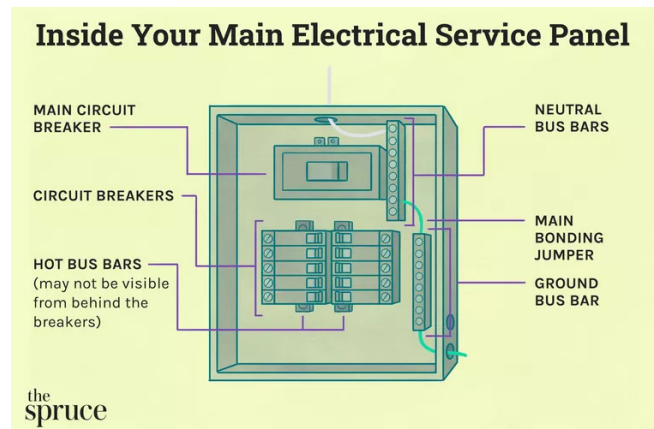 Inside Your Main Electrical Service Panel
MAIN CIRCUIT
BREAKER
CIRCUIT BREAKERS
HOT BUS BARS
(may not be visible
from behind the
breakers)
NEUTRAL
BUS BARS
MAIN
BONDING
JUMPER
GROUND
BUS BAR
the
spruce